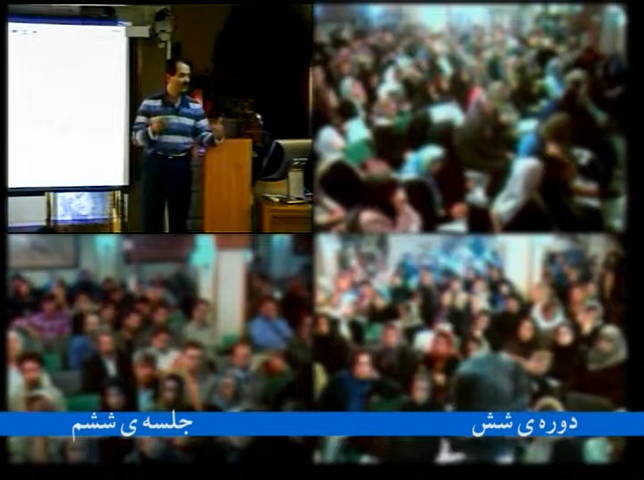 دوره ی شش
جلسه ی ششم